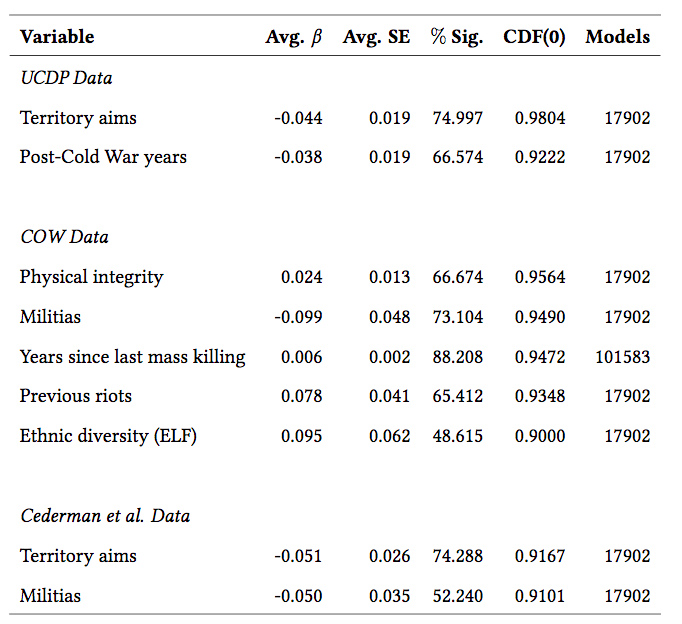 Variable Avg. β Avg. SE % Sig. CDF(0) Models
UCDP Data
Territory aims -0.044 0.019 74.997 0.9804 17902
Post-Cold War years -0.038 0.019 66.574 0.9222 17902
COW Data
Physical integrity 0.024 0.013 66.674 0.9564 17902
Militias -0.099 0.048 73.104 0.9490 17902
Years since last mass killing 0.006 0.002 88.208 0.9472 101583
Previous riots 0.078 0.041 65.412 0.9348 17902
Ethnic diversity (ELF) 0.095 0.062 48.615 0.9000 17902
Cederman et al. Data
Territory aims -0.051 0.026 74.288 0.9167 17902
Militias -0.050 0.035 52.240 0.9101 17902